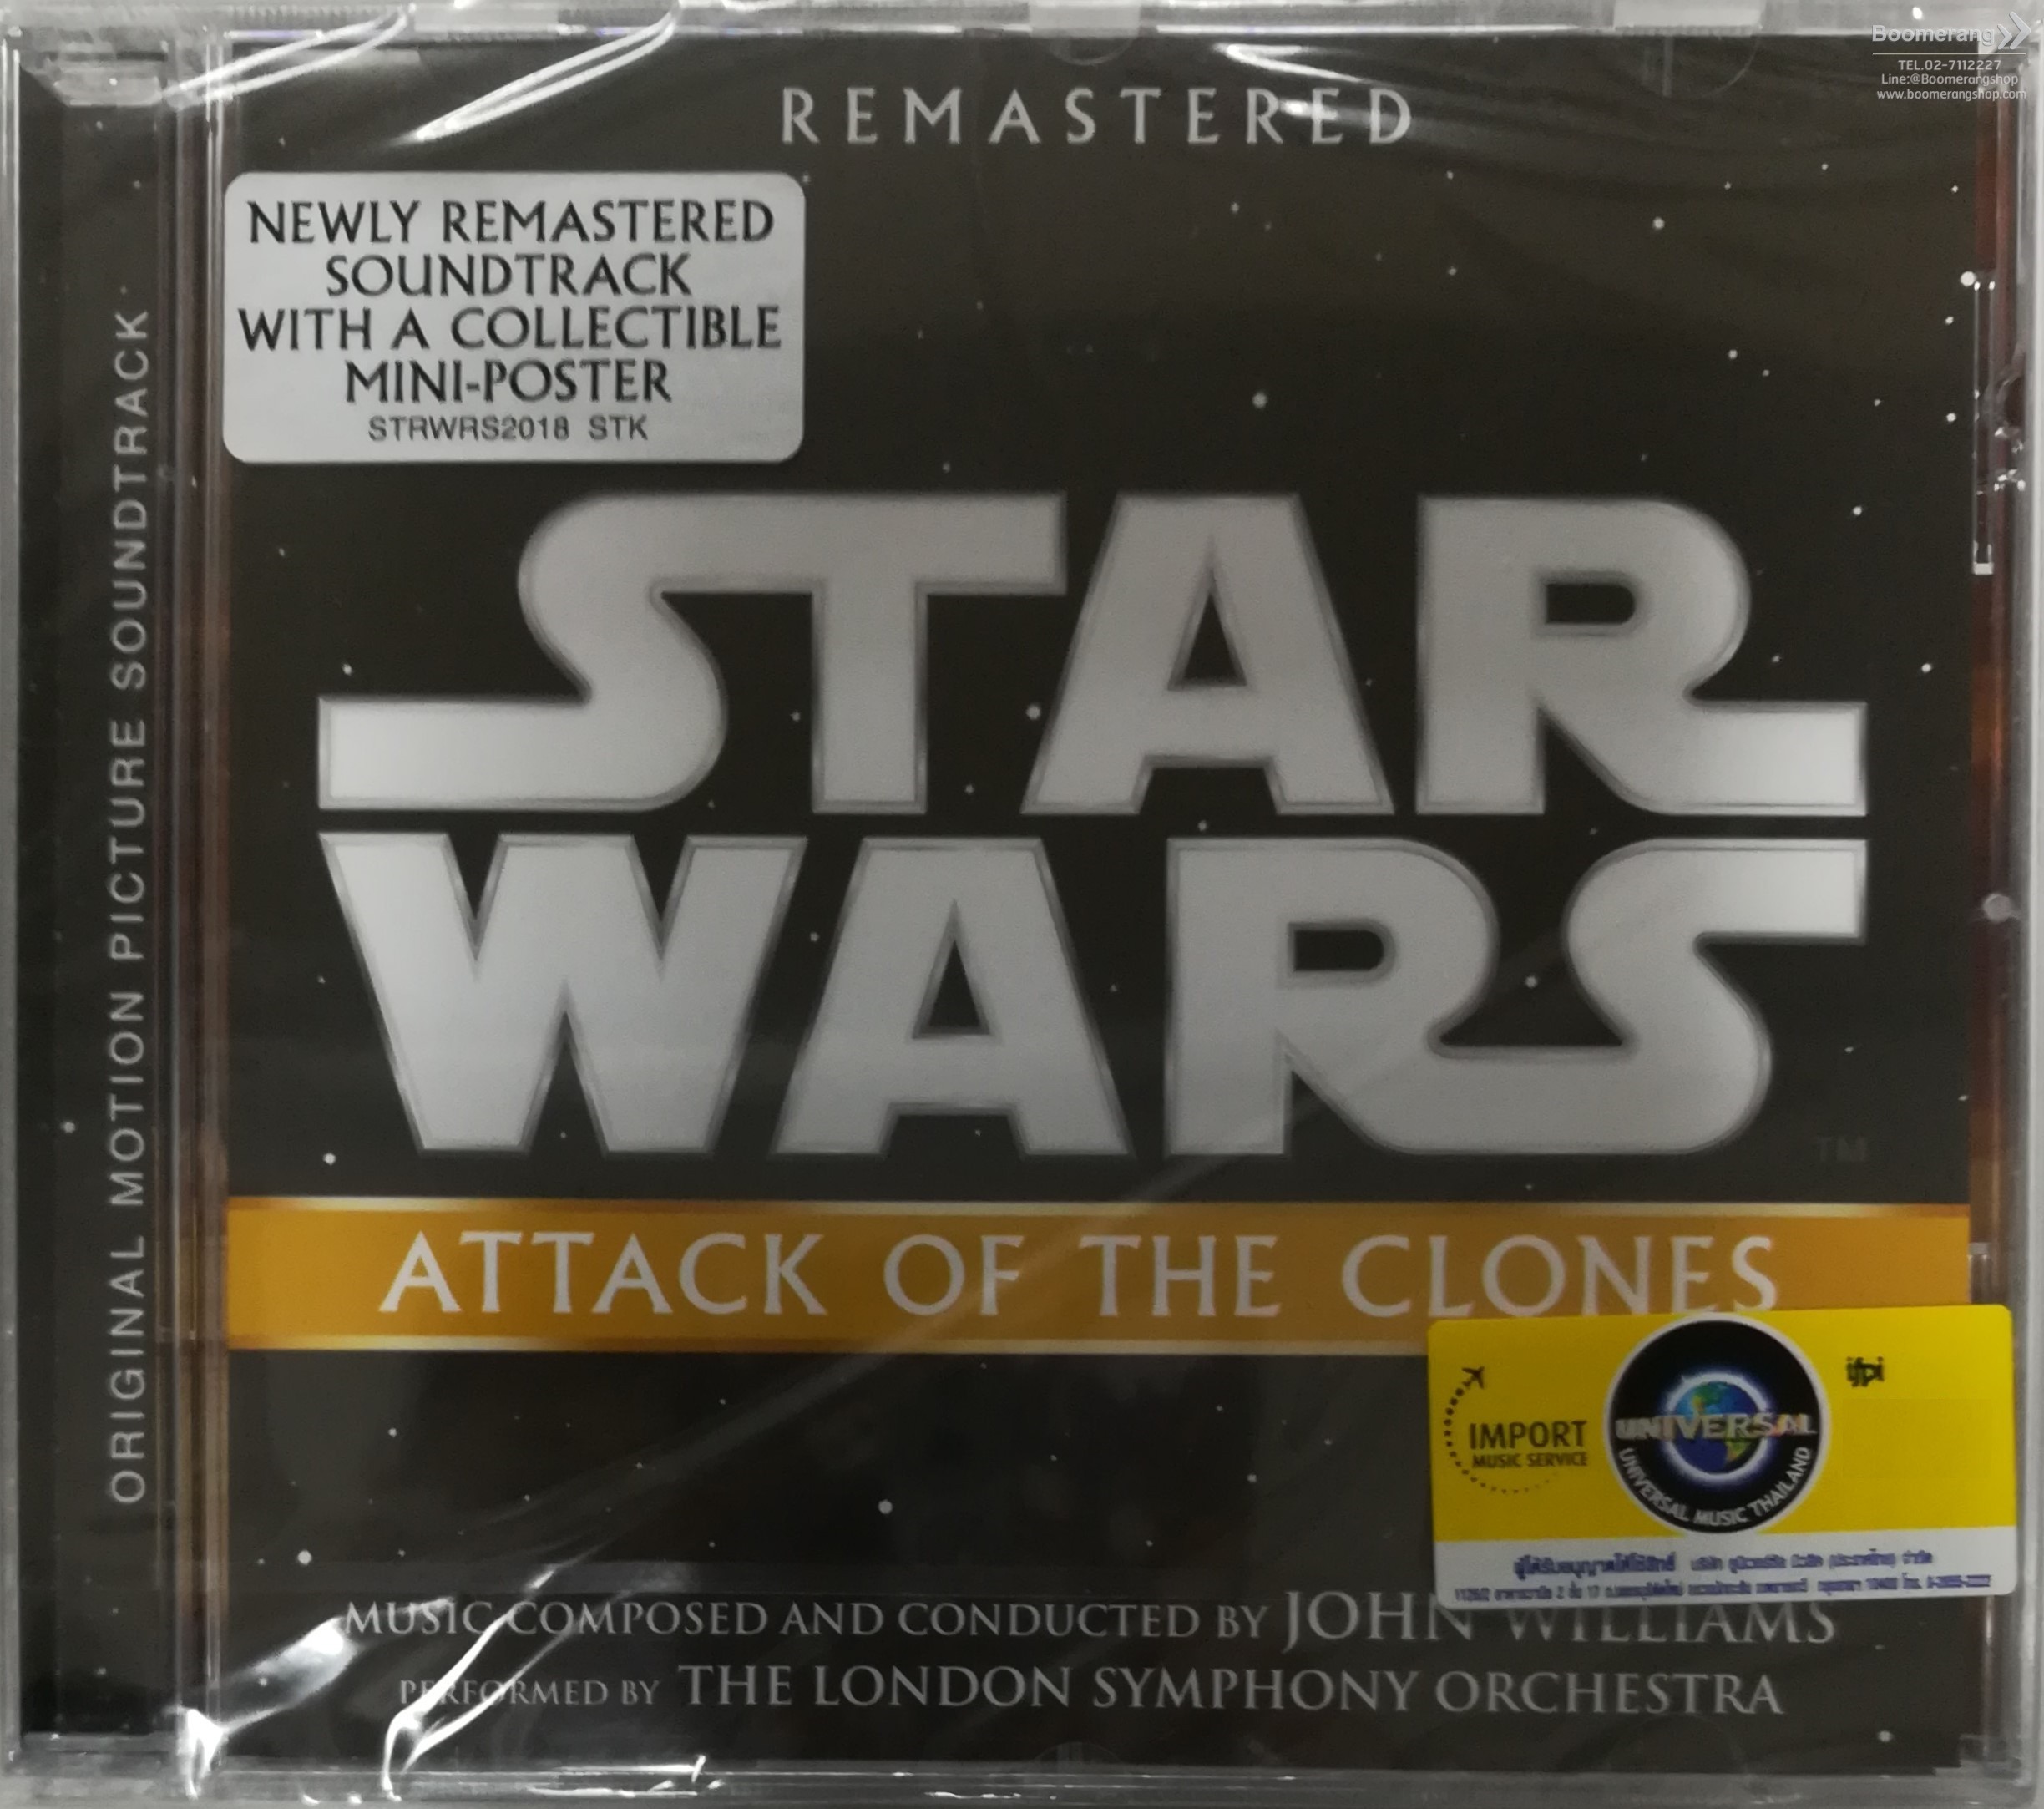 Boomerang
TEL.02-7112227
Line:@Boomerangshop
www.boomerangshop.com
REMASTERED
NEWLY REMASTERED
SOUNDTRACK
WITH A COLLECTIBLE
MINI-POSTER
STRWRS2018 STK
ORIGINAL MOTION PICTURE SOUNDTRACK
STAR
WARS
TM
ATTACK OF THE CLONES
ifpi
IMPORT
MUSIC SERVICE
UNIVERSAL
UNIVERSAL MUSIC THAILAND
MUSIC COMPOSED AND CONDUCTED BY JOHN WILLIAMS
PERFORMED BY THE LONDON SYMPHONY ORCHESTRA